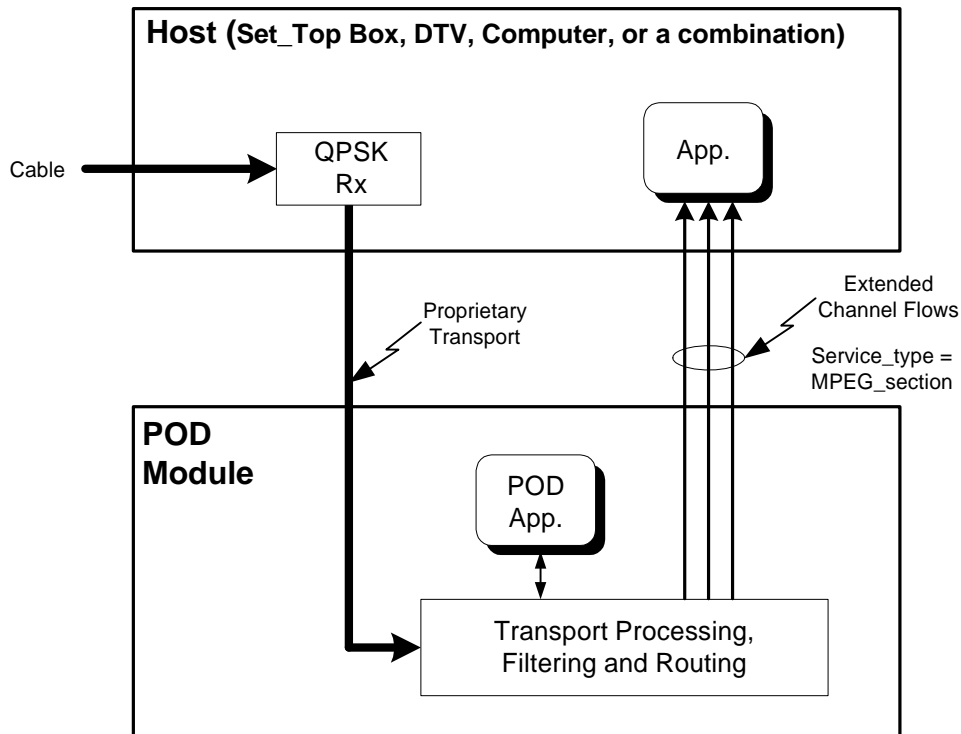 Host (Set_Top Box, DTV, Computer, or a combination)
Cable
QPSK
Rx
App.
Proprietary
Transport
Extended
Channel Flows
Service_type =
MPEG_section
POD
Module
POD
App.
Transport Processing,
Filtering and Routing